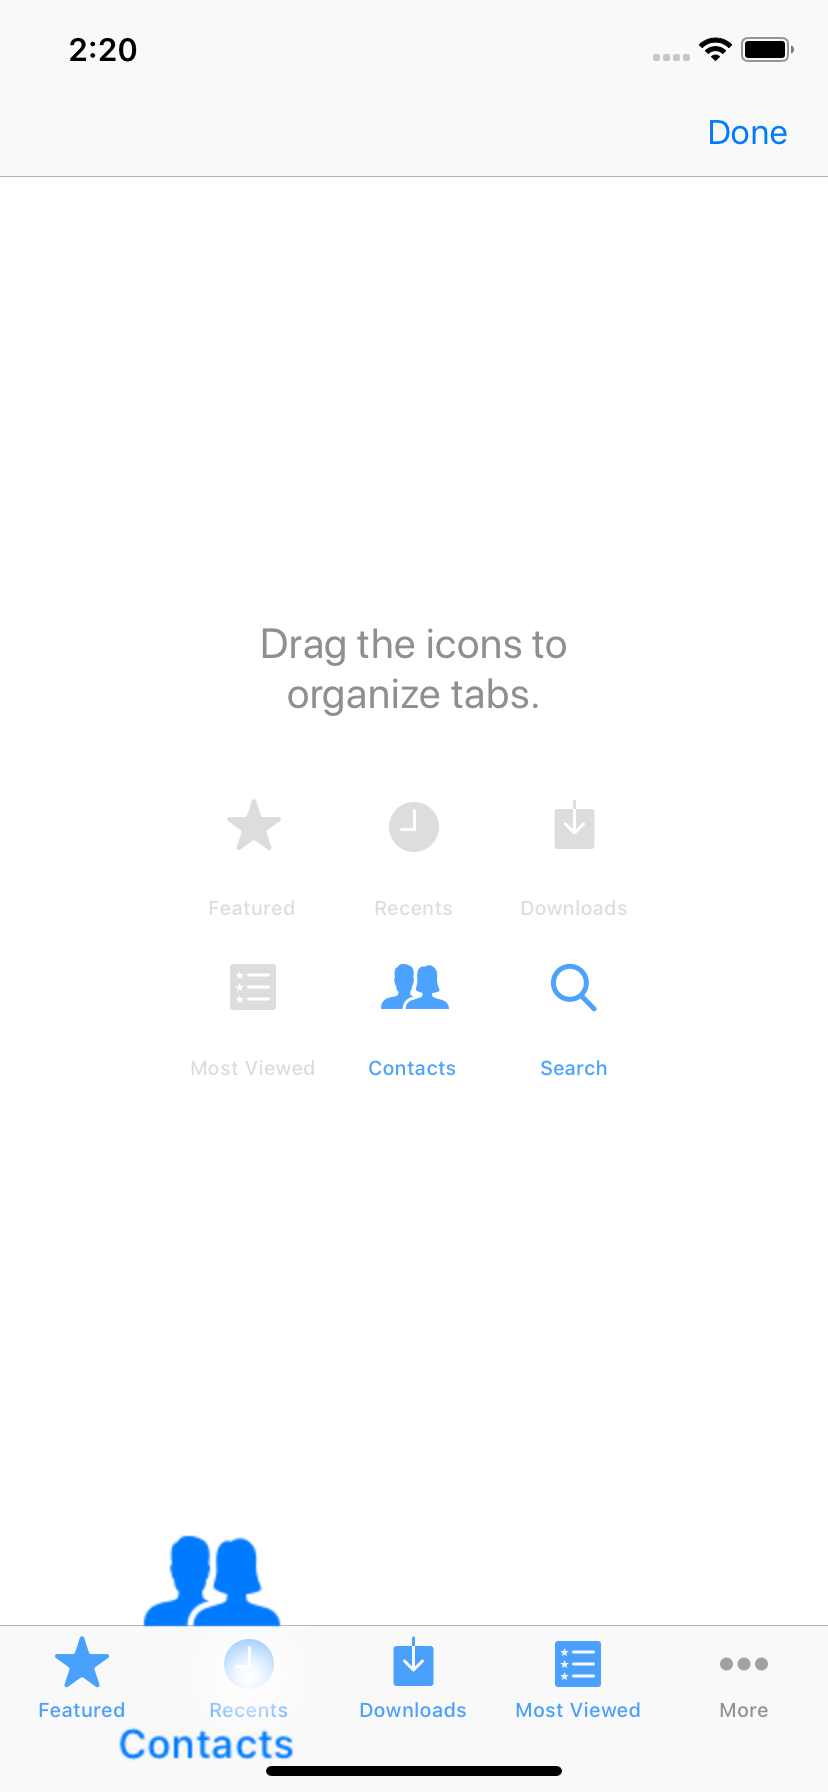 2:20
Done
Drag the icons to
organize tabs.
Featured Recents Downloads
Most Viewed Contacts Search
Featured Recents Downloads Most Viewed More
Contacts